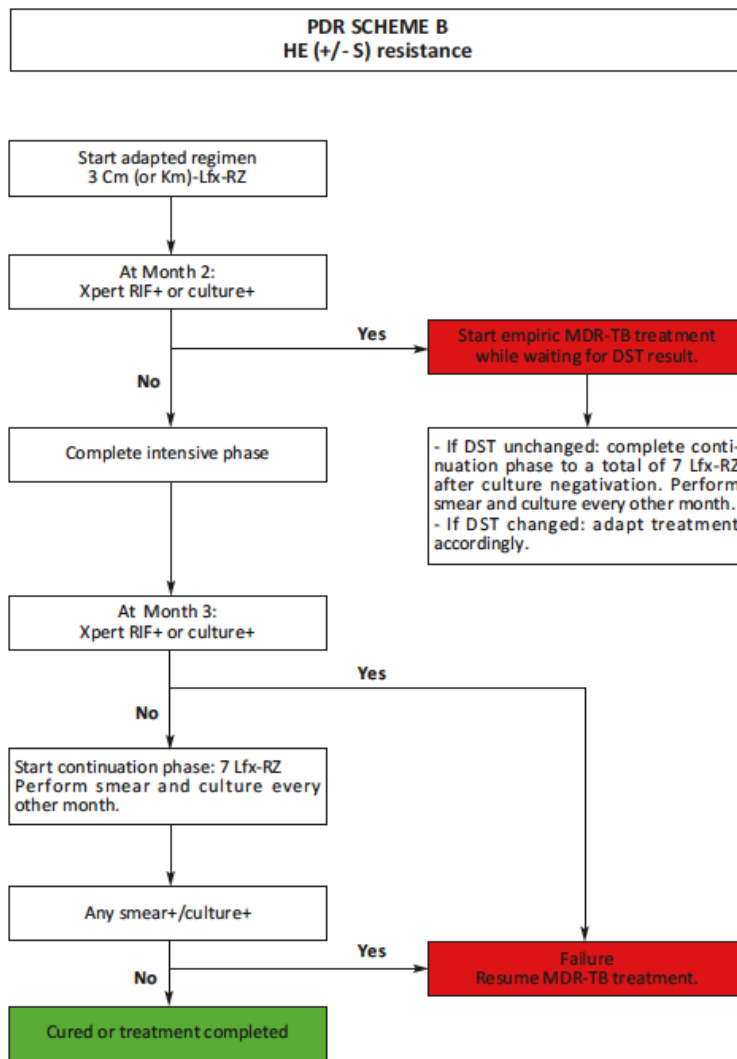 PDR SCHEME B
HE (+/- S) resistance
Start adapted regimen
3 Cm (or Km)-Lfx-RZ
At Month 2:
Xpert RIF+ or culture+
Yes
Start empiric MDR-TB treatment
while waiting for DST result.
No
Complete intensive phase
- If DST unchanged: complete conti-
nuation phase to a total of 7 Lfx-RZ
after culture negativation. Perform
smear and culture every other month.
- If DST changed: adapt treatment
accordingly.
At Month 3:
Xpert RIF+ or culture+
Yes
No
Start continuation phase: 7 Lfx-RZ
Perform smear and culture every
other month.
Any smear+/culture+
Yes
No
Failure
Resume MDR-TB treatment.
Cured or treatment completed